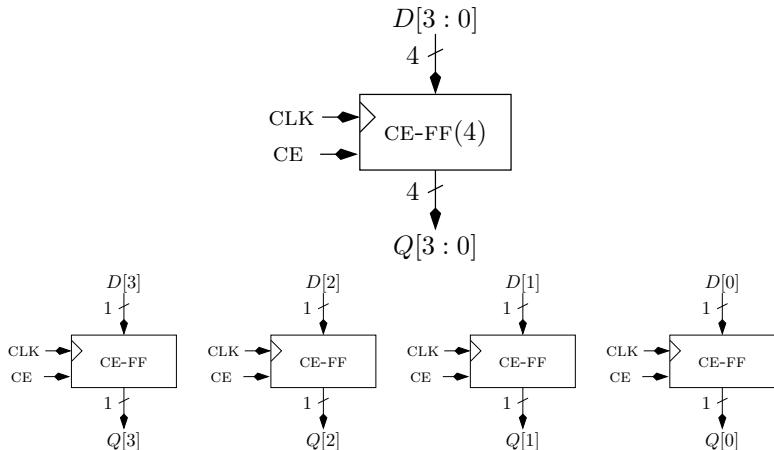 D[3 : 0]
4
CLK
CE-FF(4)
CE
4
Q[3 : 0]
D[3] D[2] D[1] D[0]
1 1 1 1
CLK CE-FF CLK CE-FF CLK CE-FF CLK CE-FF
CE CE CE CE
1 1 1 1
Q[3] Q[2] Q[1] Q[0]